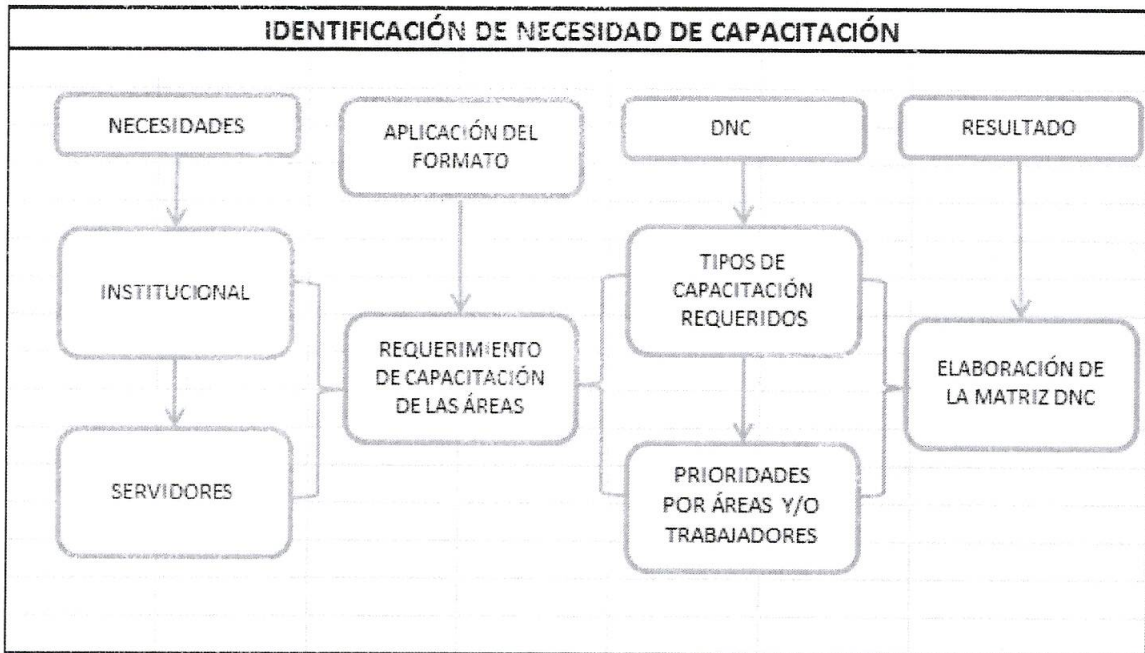 IDENTIFICACIÓN DE NECESIDAD DE CAPACITACIÓN
NECESIDADES
INSTITUCIONAL
SERVIDORES
APLICACIÓN DEL
FORMATO
REQUERIMIENTO
DE CAPACITACIÓN
DE LAS ÁREAS
DNC
TIPOS DE
CAPACITACIÓN
REQUERIDOS
PRIORIDADES
POR ÁREAS Y/O
TRABAJADORES
RESULTADO
ELABORACIÓN DE
LA MATRIZ DNC